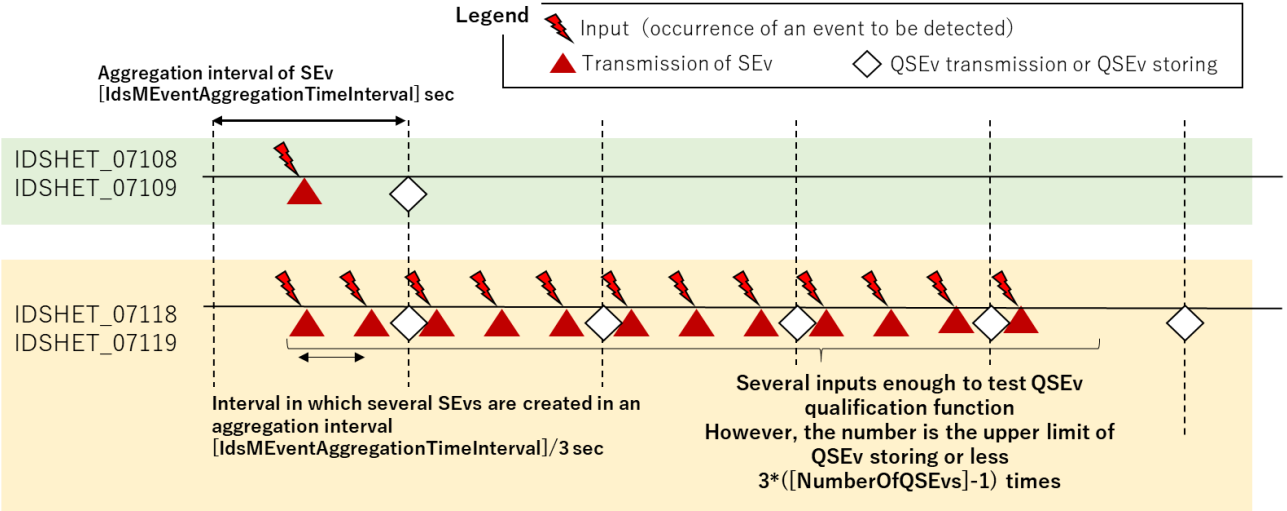 Legend
Input（occurrence of an event to be detected）
Transmission of SEv
QSEv transmission or QSEv storing
Aggregation interval of SEv
[IdsMEventAggregationTimeInterval] sec
IDSHET_07108
IDSHET_07109
IDSHET_07118
IDSHET_07119
Interval in which several SEvs are created in an
aggregation interval
[IdsMEventAggregationTimeInterval]/3 sec
Several inputs enough to test QSEv
qualification function
However, the number is the upper limit of
QSEv storing or less
3*([NumberOfQSEvs]-1) times